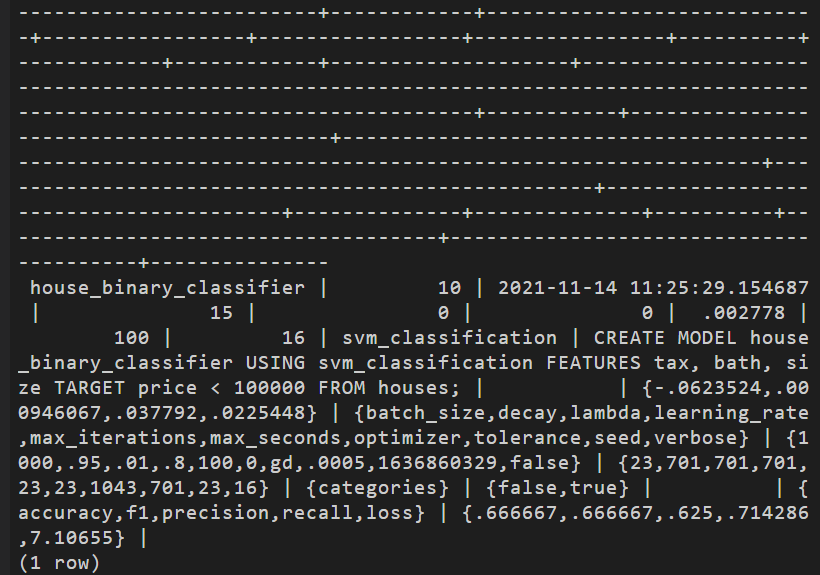 ----------------------+------------+---------------------------
-+-----------------+-----------------+----------------+----------+
------------+------------+--------------------+-------------------
------------------------------------------------------------------
--------------------------------------+-----------+---------------
--------------------------+---------------------------------------
--------------------------------------------------------------+---
------------------------------------------------+-----------------
----------------------+--------------+--------------+----------+--
-----------------------------------+------------------------------
----------+---------------
house_binary_classifier |         10 | 2021-11-14 11:25:29.154687
 |              15 |               0 |              0 |  .002778 |
        100 |         16 | svm_classification | CREATE MODEL house
_binary_classifier USING svm_classification FEATURES tax, bath, si
ze TARGET price < 100000 FROM houses; |           | {-.0623524,.00
0946067,.037792,.0225448} | {batch_size,decay,lambda,learning_rate
,max_iterations,max_seconds,optimizer,tolerance,seed,verbose} | {1
000,.95,.01,.8,100,0,gd,.0005,1636860329,false} | {23,701,701,701,
23,23,1043,701,23,16} | {categories} | {false,true} |          | {
accuracy,f1,precision,recall,loss} | {.666667,.666667,.625,.714286
,7.10655} |
(1 row)